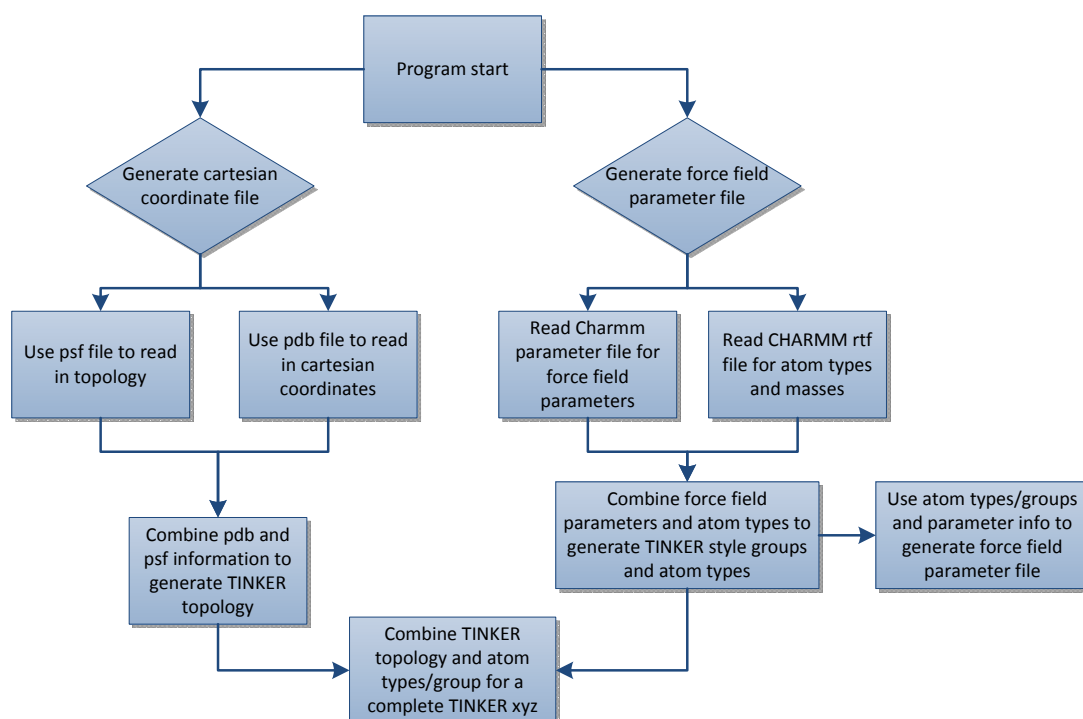 Program start
Generate cartesian
coordinate file
Generate force field
parameter file
Use psf file to read
in topology
Use pdb file to read
in cartesian
coordinates
Read Charmm
parameter file for
force field
parameters
Read CHARMM rtf
file for atom types
and masses
Combine pdb and
psf information to
generate TINKER
topology
Combine force field
parameters and atom types to
generate TINKER style groups
and atom types
Use atom types/groups
and parameter info to
generate force field
parameter file
Combine TINKER
topology and atom
types/group for a
complete TINKER xyz